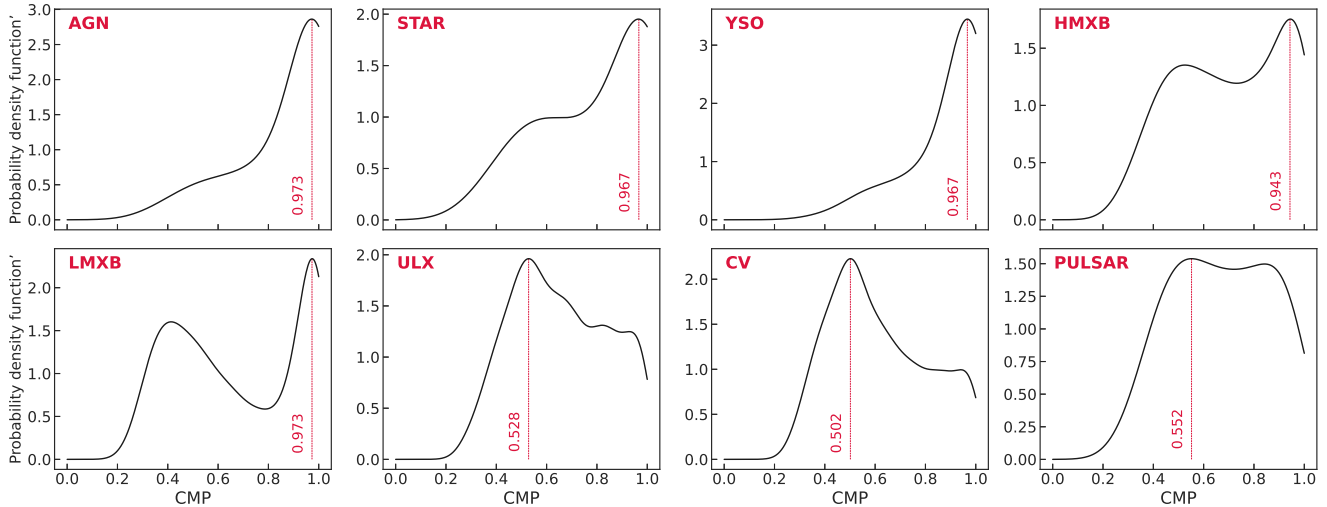 AGN
Probability density function’
3.0
2.5
2.0
1.5
1.0
0.5
0.0
0.973
STAR
2.0
1.5
1.0
0.5
0.0
0.967
YSO
3
2
1
0
0.967
HMXB
1.5
1.0
0.5
0.0
0.943
LMXB
Probability density function’
2.0
1.5
1.0
0.5
0.0
0.973
0.0 0.2 0.4 0.6 0.8 1.0
CMP
ULX
2.0
1.5
1.0
0.5
0.0
0.528
0.0 0.2 0.4 0.6 0.8 1.0
CMP
CV
2.0
1.5
1.0
0.5
0.0
0.502
0.0 0.2 0.4 0.6 0.8 1.0
CMP
PULSAR
1.50
1.25
1.00
0.75
0.50
0.25
0.00
0.552
0.0 0.2 0.4 0.6 0.8 1.0
CMP